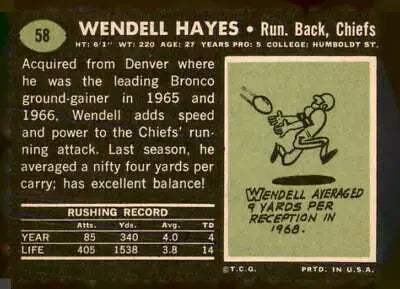 58
WENDELL HAYES • Run. Back, Chiefs
HT: 6'1" WT: 220 AGE: 27 YEARS PRO: 5 COLLEGE: HUMBOLDT ST.
Acquired from Denver where
he was the leading Bronco
ground-gainer in 1965 and
1966, Wendell adds speed
and power to the Chiefs' run-
ning attack. Last season, he
averaged a nifty four yards per
carry; has excellent balance!
RUSHING RECORD
Atts. Yds. Avg. TD
YEAR 85 340 4.0 4
LIFE 405 1538 3.8 14
WENDELL AVERAGED
9 YARDS PER
RECEPTION IN
1968.
©T.C.G. PRTD. IN U.S.A.